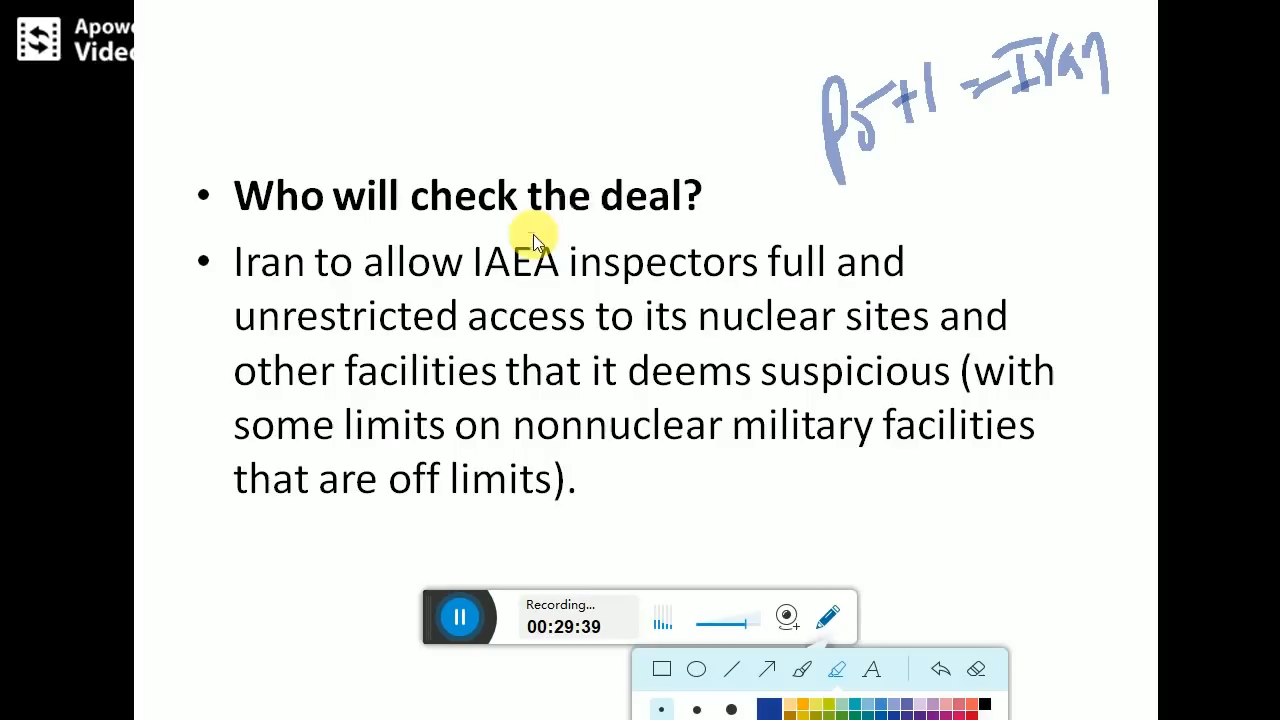 Apowe
Video
P5+1 = Iran
• Who will check the deal?
• Iran to allow IAEA inspectors full and
unrestricted access to its nuclear sites and
other facilities that it deems suspicious (with
some limits on nonnuclear military facilities
that are off limits).
Recording...
00:29:39
A